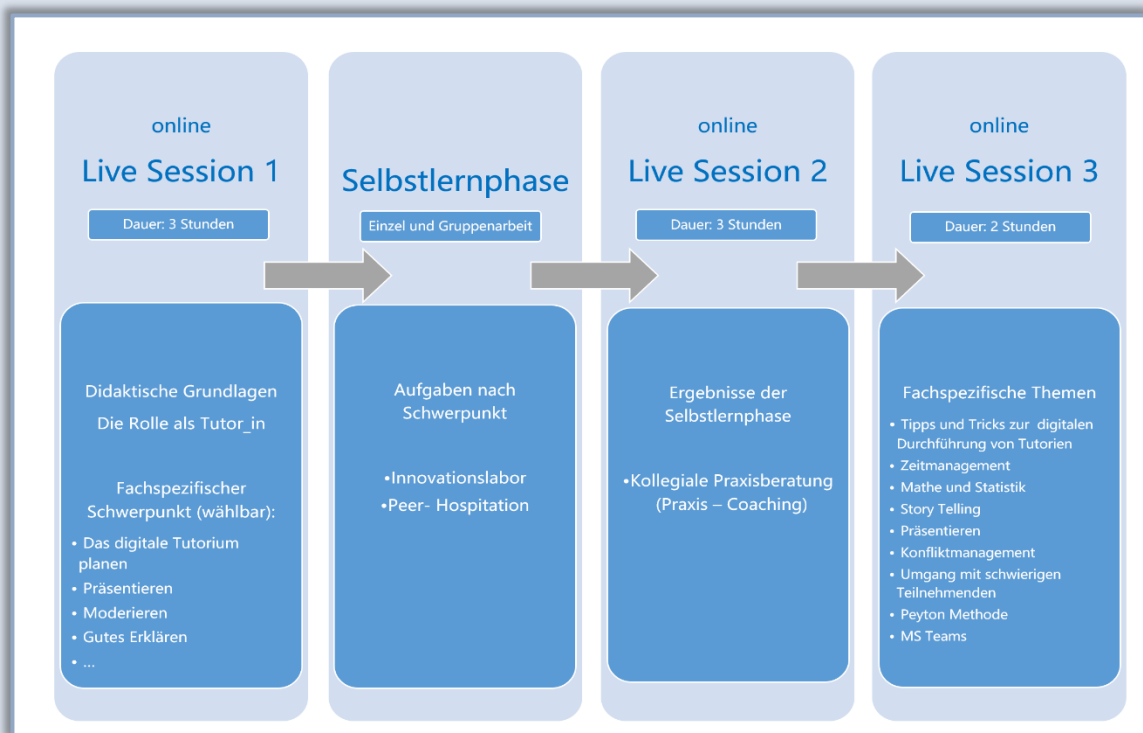 online
Live Session 1
Dauer: 3 Stunden
Didaktische Grundlagen
Die Rolle als Tutor_in
Fachspezifischer
Schwerpunkt (wählbar):
• Das digitale Tutorium
planen
• Präsentieren
• Moderieren
• Gutes Erklären
• ...
Selbstlernphase
Einzel und Gruppenarbeit
Aufgaben nach
Schwerpunkt
•Innovationslabor
•Peer- Hospitation
online
Live Session 2
Dauer: 3 Stunden
Ergebnisse der
Selbstlernphase
•Kollegiale Praxisberatung
(Praxis – Coaching)
online
Live Session 3
Dauer: 2 Stunden
Fachspezifische Themen
• Tipps und Tricks zur digitalen
Durchführung von Tutorien
• Zeitmanagement
• Mathe und Statistik
• Story Telling
• Präsentieren
• Konfliktmanagement
• Umgang mit schwierigen
Teilnehmenden
• Peyton Methode
• MS Teams